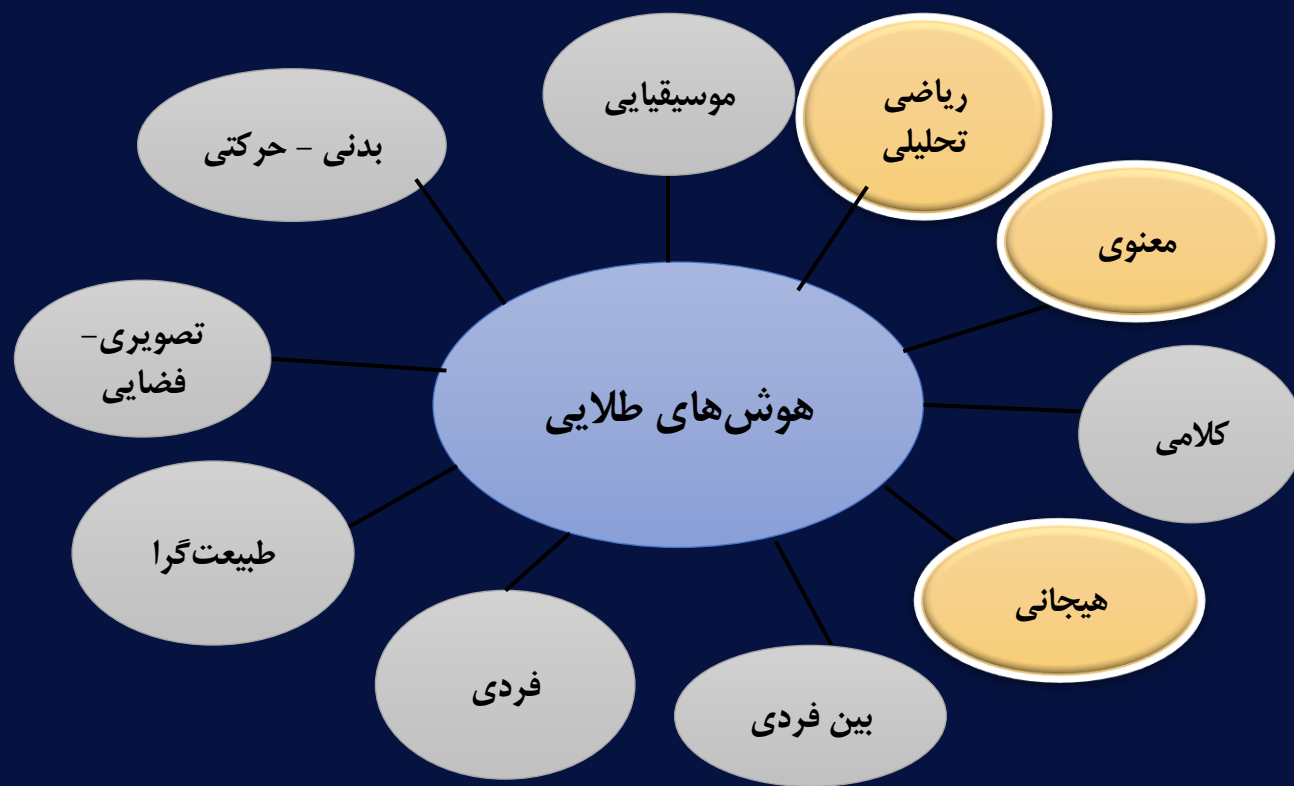 موسیقیایی
ریاضی
تحلیلی
بدنی - حرکتی
معنوی
تصویری-
فضایی
هوش‌های طلایی
کلامی
طبیعت‌گرا
هیجانی
فردی
بین فردی